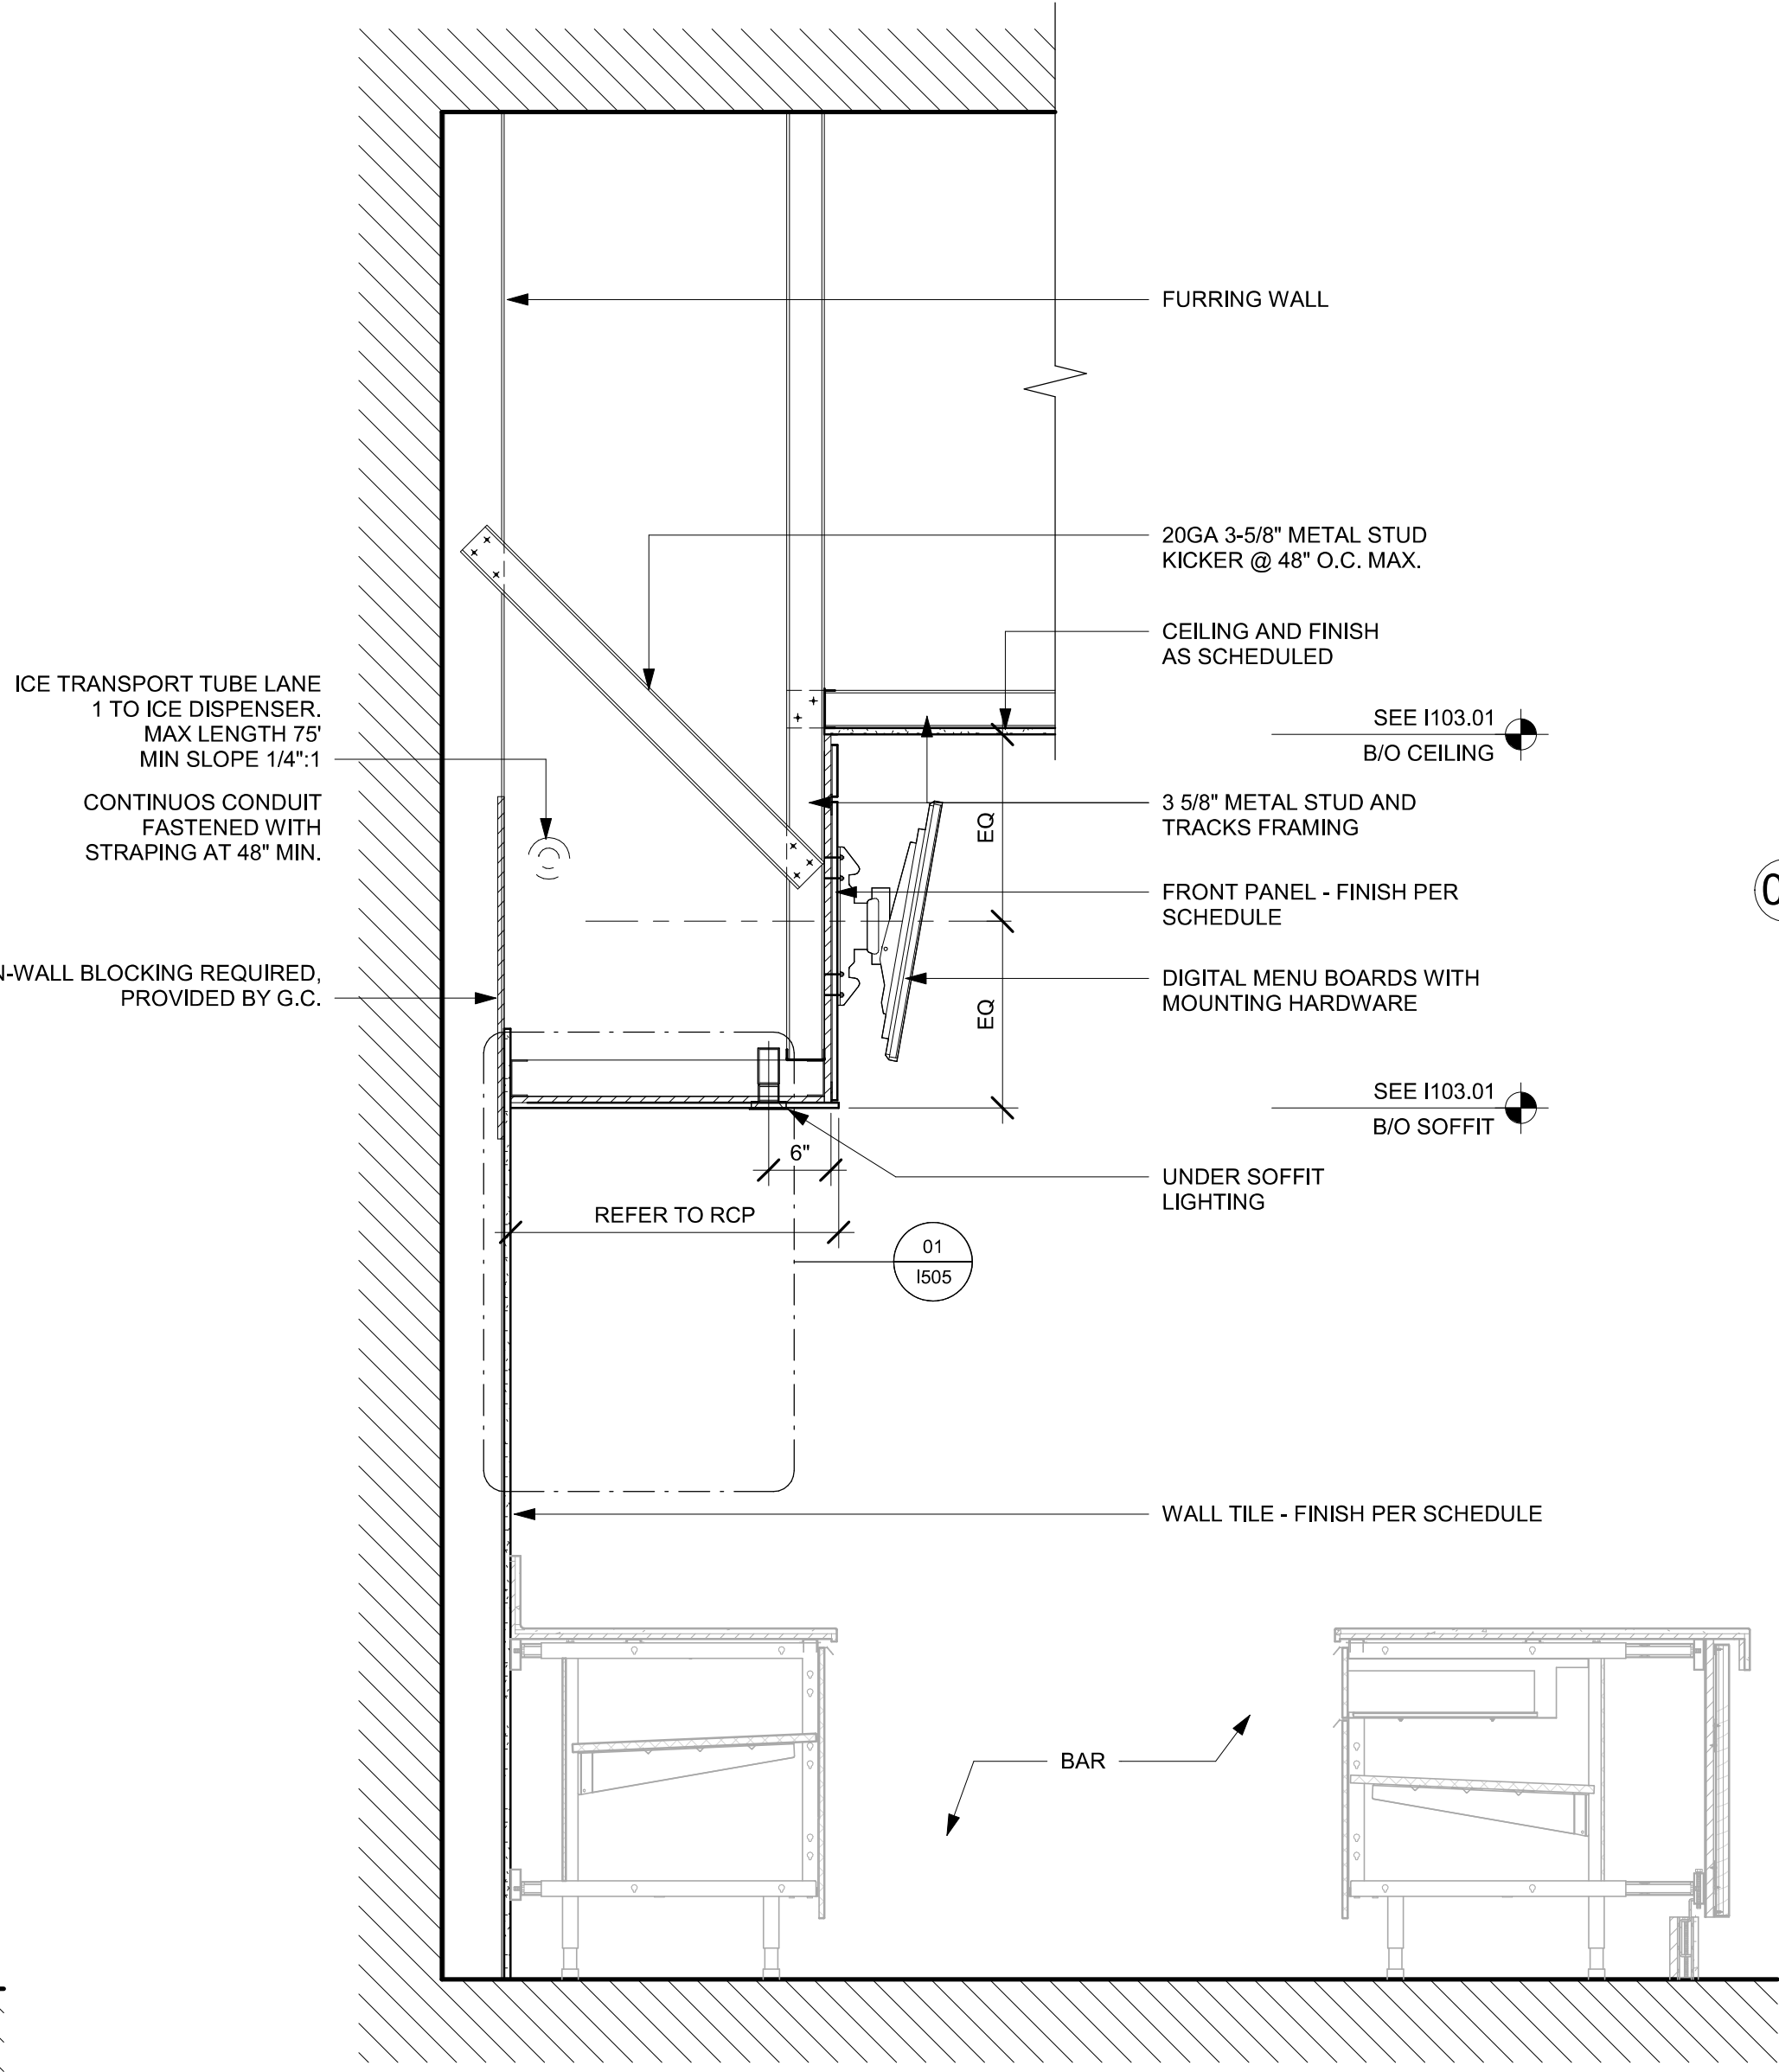 FURRING WALL
20GA 3-5/8" METAL STUD
KICKER @ 48" O.C. MAX.
CEILING AND FINISH
AS SCHEDULED
ICE TRANSPORT TUBE LANE
1 TO ICE DISPENSER.
MAX LENGTH 75'
MIN SLOPE 1/4":1
CONTINUOS CONDUIT
FASTENED WITH
STRAPING AT 48" MIN.
SEE I103.01
B/O CEILING
3 5/8" METAL STUD AND
TRACKS FRAMING
EQ
FRONT PANEL - FINISH PER
SCHEDULE
N-WALL BLOCKING REQUIRED,
PROVIDED BY G.C.
DIGITAL MENU BOARDS WITH
MOUNTING HARDWARE
EQ
SEE I103.01
B/O SOFFIT
6"
UNDER SOFFIT
LIGHTING
REFER TO RCP
01
I505
WALL TILE - FINISH PER SCHEDULE
BAR